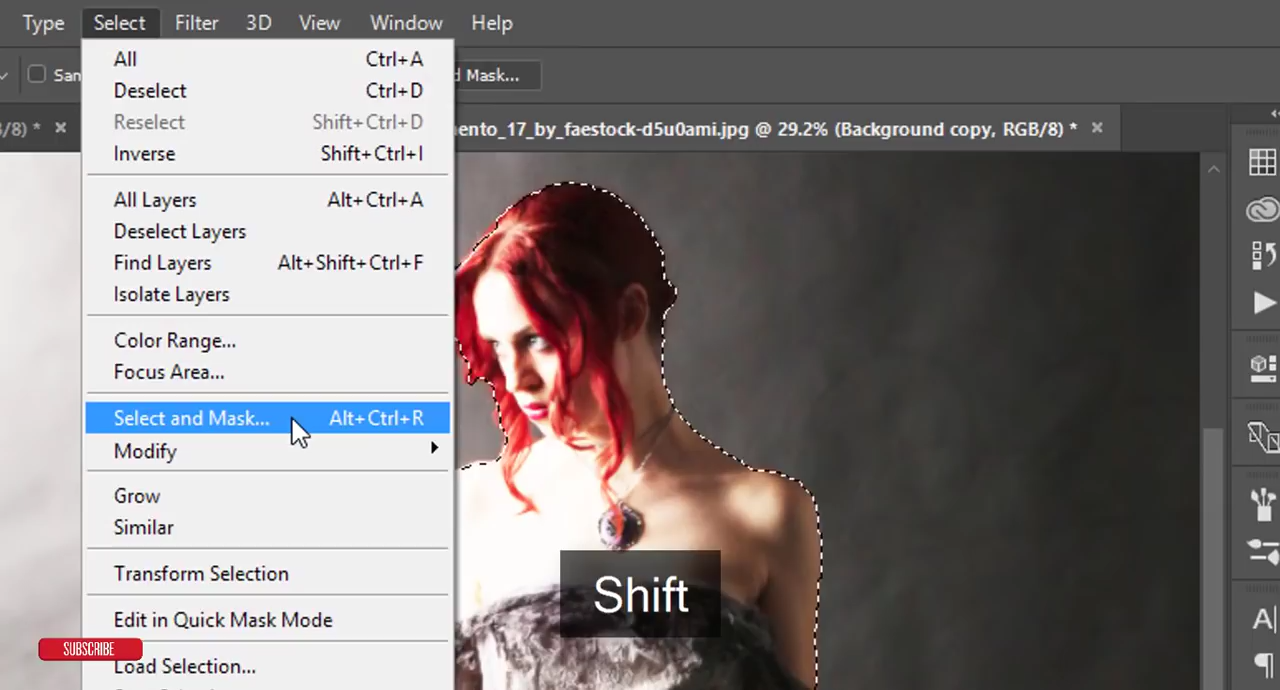 Type Select Filter 3D View Window Help
San d Mask...
/8) * × ento_17_by_faestock-d5u0ami.jpg @ 29.2% (Background copy, RGB/8) * ×
All Ctrl+A
Deselect Ctrl+D
Reselect Shift+Ctrl+D
Inverse Shift+Ctrl+I
All Layers Alt+Ctrl+A
Deselect Layers
Find Layers Alt+Shift+Ctrl+F
Isolate Layers
Color Range...
Focus Area...
Select and Mask... Alt+Ctrl+R
Modify
Grow
Similar
Transform Selection
Shift
Edit in Quick Mask Mode
SUBSCRIBE
Load Selection...